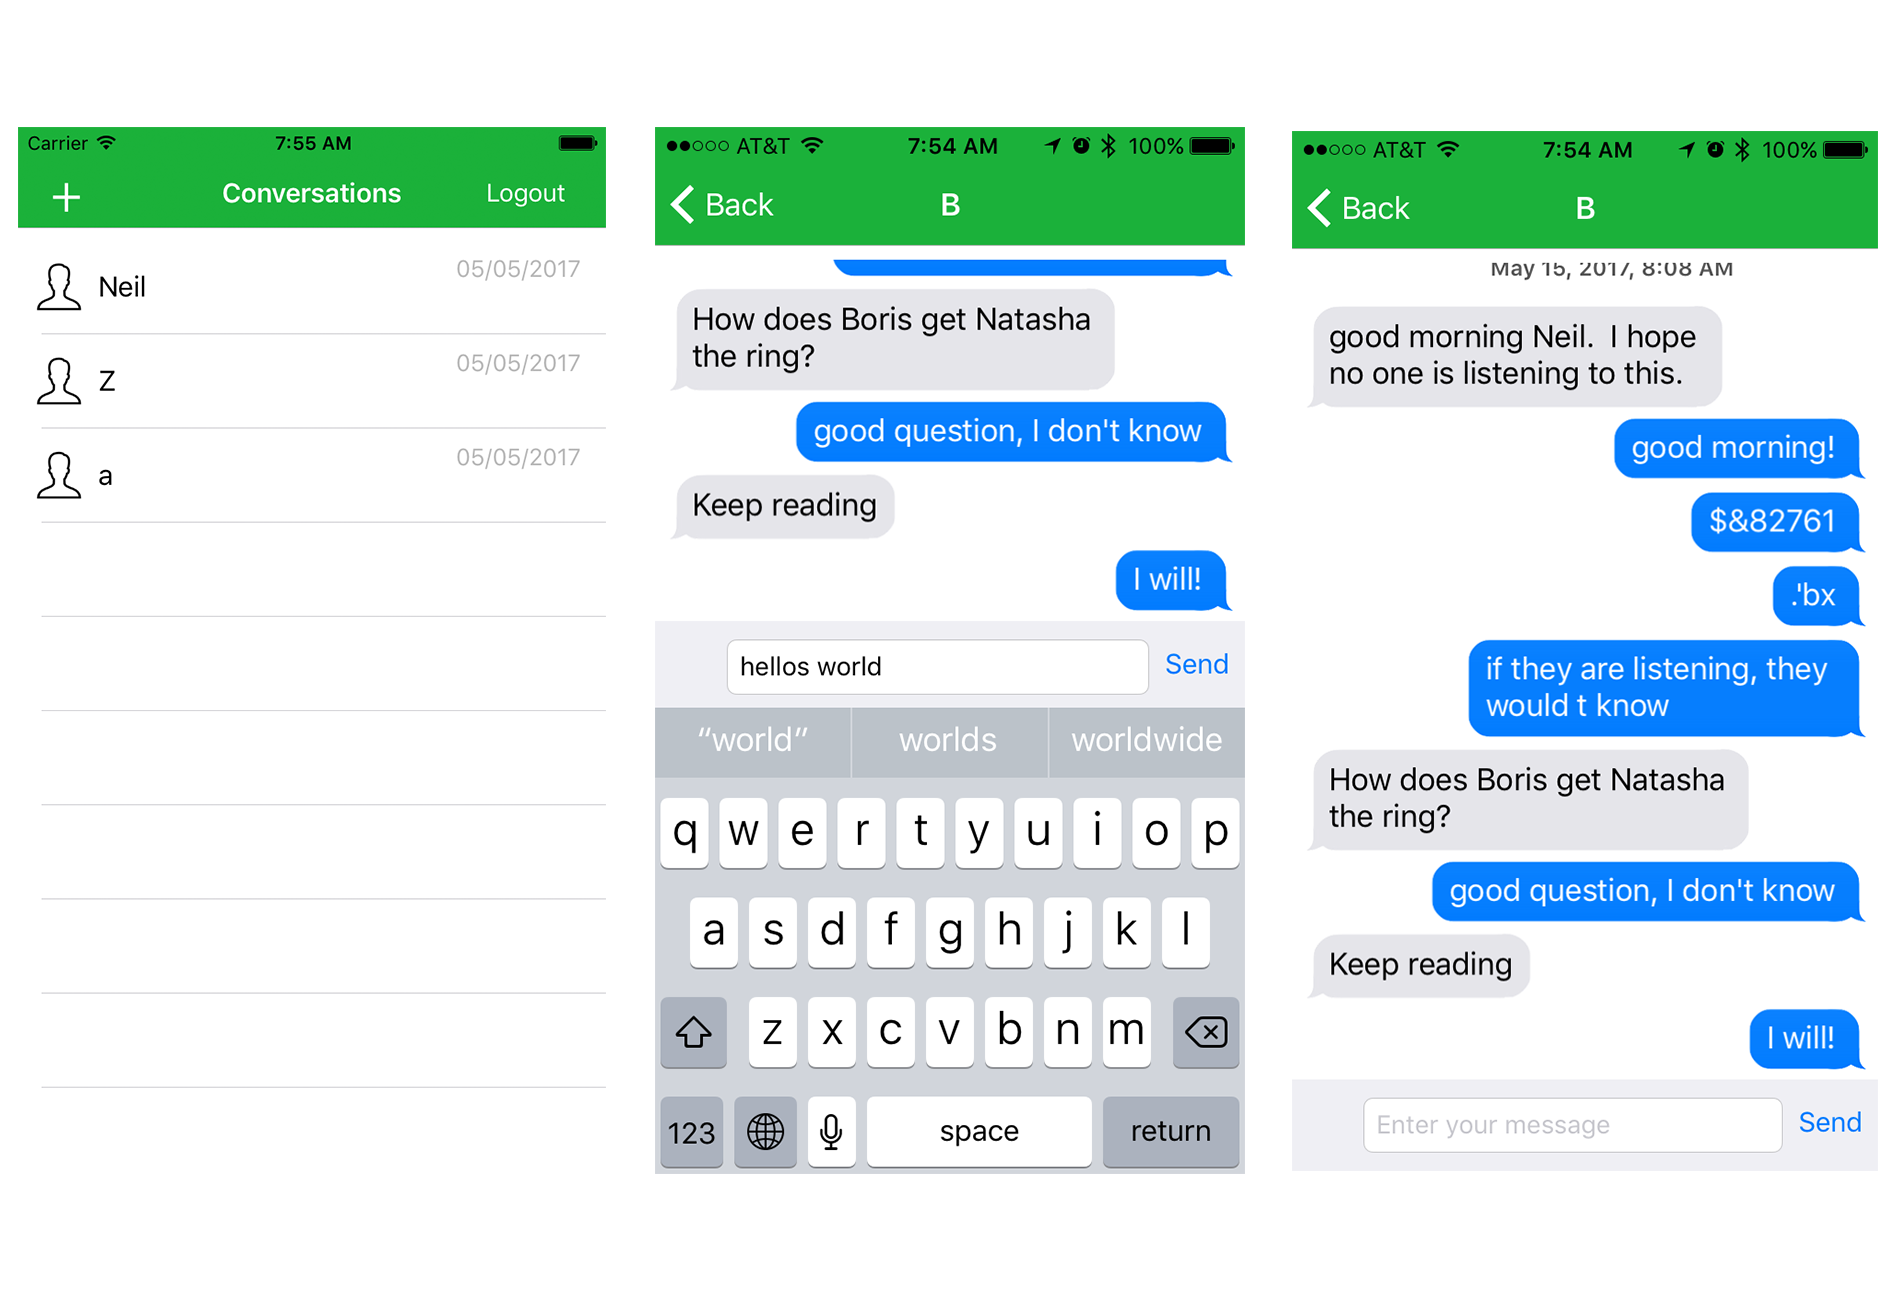 Carrier 7:55 AM
Conversations Logout
Neil 05/05/2017
Z 05/05/2017
a 05/05/2017
AT&T 7:54 AM 100%
Back B
How does Boris get Natasha
the ring?
good question, I don't know
Keep reading
I will!
hellos world Send
“world” worlds worldwide
q w e r t y u i o p
a s d f g h j k l
z x c v b n m
123 space return
AT&T 7:54 AM 100%
Back B
May 15, 2017, 8:08 AM
good morning Neil.  I hope
no one is listening to this.
good morning!
$&82761
.'bx
if they are listening, they
would t know
How does Boris get Natasha
the ring?
good question, I don't know
Keep reading
I will!
Enter your message Send